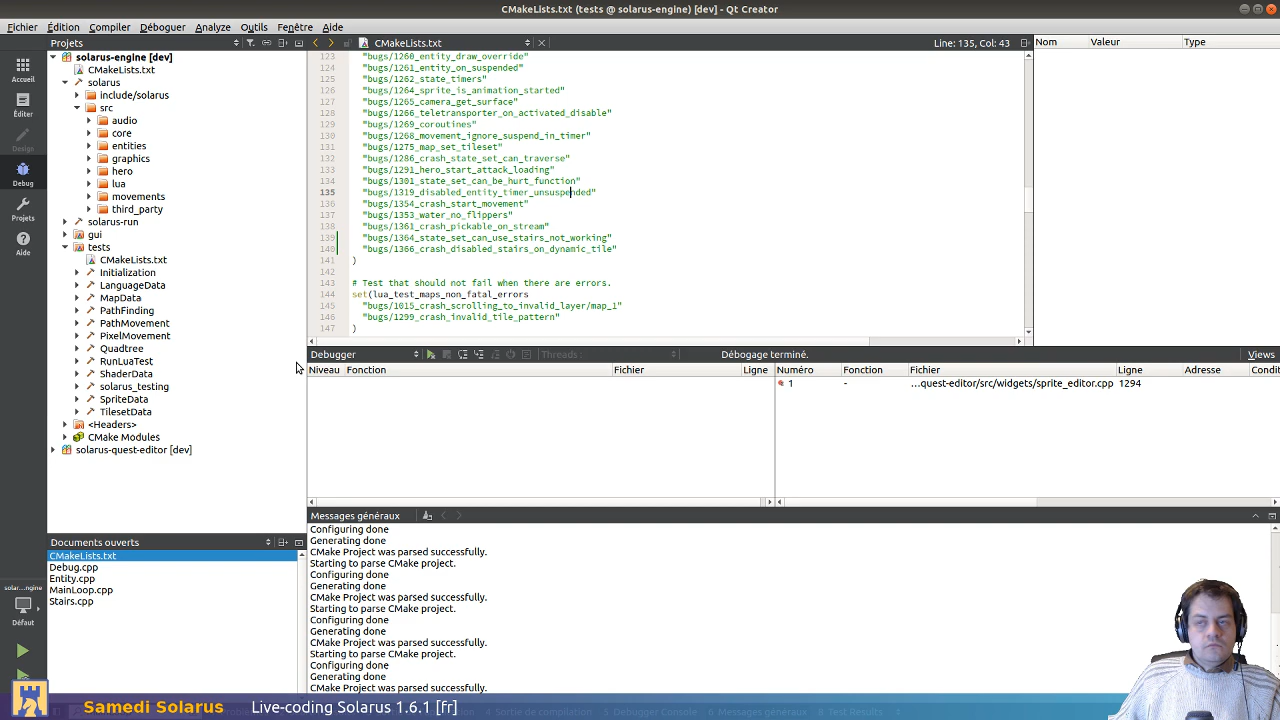 CMakeLists.txt (tests @ solarus-engine) [dev] - Qt Creator
Fichier Édition Compiler Déboguer Analyze Outils Fenêtre Aide
Projets
CMakeLists.txt
Line: 135, Col: 43
Nom Valeur Type
Accueil
Éditer
Design
Debug
Projets
Aide
solarus-engine [dev]
CMakeLists.txt
solarus
include/solarus
src
audio
core
entities
graphics
hero
lua
movements
third_party
solarus-run
gui
tests
CMakeLists.txt
Initialization
LanguageData
MapData
PathFinding
PathMovement
PixelMovement
Quadtree
RunLuaTest
ShaderData
solarus_testing
SpriteData
TilesetData
<Headers>
CMake Modules
solarus-quest-editor [dev]
123 "bugs/1260_entity_draw_override"
124 "bugs/1261_entity_on_suspended"
125 "bugs/1262_state_timers"
126 "bugs/1264_sprite_is_animation_started"
127 "bugs/1265_camera_get_surface"
128 "bugs/1266_teletransporter_on_activated_disable"
129 "bugs/1269_coroutines"
130 "bugs/1268_movement_ignore_suspend_in_timer"
131 "bugs/1275_map_set_tileset"
132 "bugs/1286_crash_state_set_can_traverse"
133 "bugs/1291_hero_start_attack_loading"
134 "bugs/1301_state_set_can_be_hurt_function"
135 "bugs/1319_disabled_entity_timer_unsuspended"
136 "bugs/1354_crash_start_movement"
137 "bugs/1353_water_no_flippers"
138 "bugs/1361_crash_pickable_on_stream"
139 "bugs/1364_state_set_can_use_stairs_not_working"
140 "bugs/1366_crash_disabled_stairs_on_dynamic_tile"
141 )
142
143 # Test that should not fail when there are errors.
144 set(lua_test_maps_non_fatal_errors
145 "bugs/1015_crash_scrolling_to_invalid_layer/map_1"
146 "bugs/1299_crash_invalid_tile_pattern"
147 )
Debugger Threads : Débogage terminé. Views
Niveau Fonction Fichier Ligne
Numéro Fonction Fichier Ligne Adresse Condit
1 - ...quest-editor/src/widgets/sprite_editor.cpp 1294
Documents ouverts
CMakeLists.txt
Debug.cpp
Entity.cpp
MainLoop.cpp
Stairs.cpp
solar...ngine
Défaut
Messages généraux
Configuring done
Generating done
CMake Project was parsed successfully.
Starting to parse CMake project.
Configuring done
Generating done
CMake Project was parsed successfully.
Starting to parse CMake project.
Configuring done
Generating done
CMake Project was parsed successfully.
Starting to parse CMake project.
Configuring done
Generating done
CMake Project was parsed successfully.
Samedi Solarus Live-coding Solarus 1.6.1 [fr]